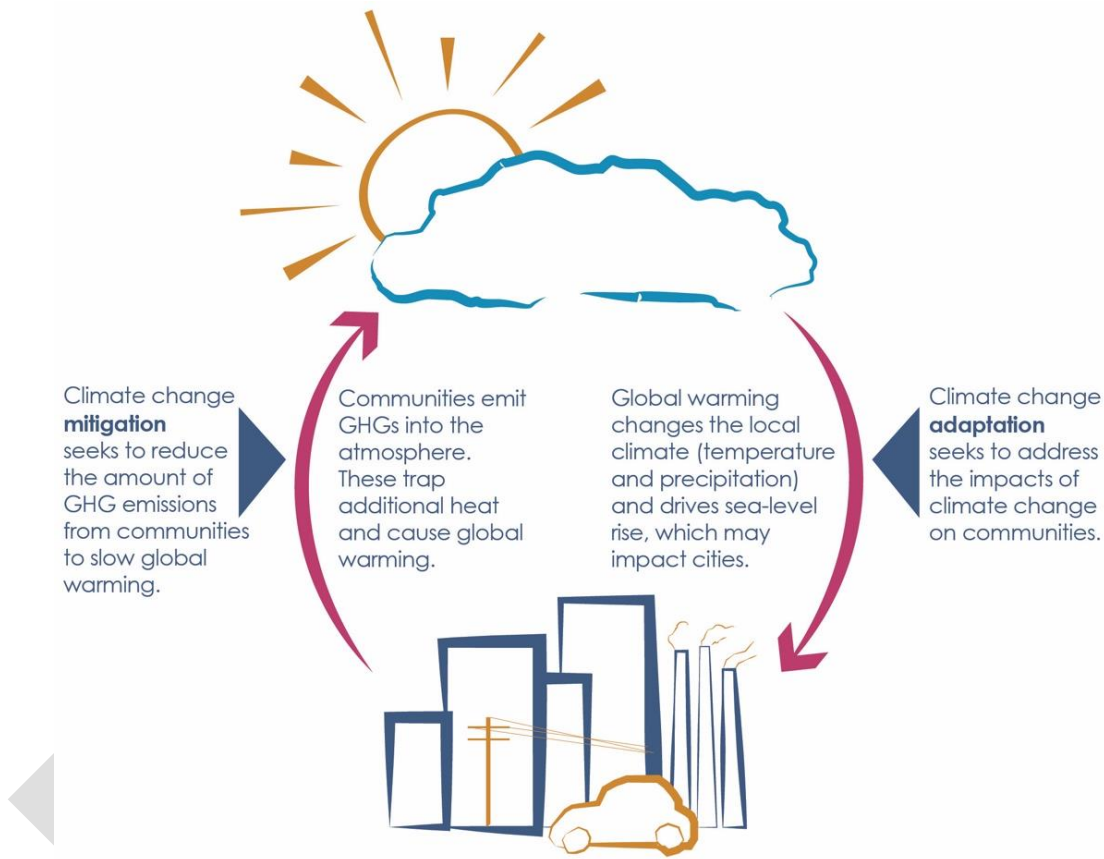 Climate change
mitigation
seeks to reduce
the amount of
GHG emissions
from communities
to slow global
warming.
Communities emit
GHGs into the
atmosphere.
These trap
additional heat
and cause global
warming.
Global warming
changes the local
climate (temperature
and precipitation)
and drives sea-level
rise, which may
impact cities.
Climate change
adaptation
seeks to address
the impacts of
climate change
on communities.